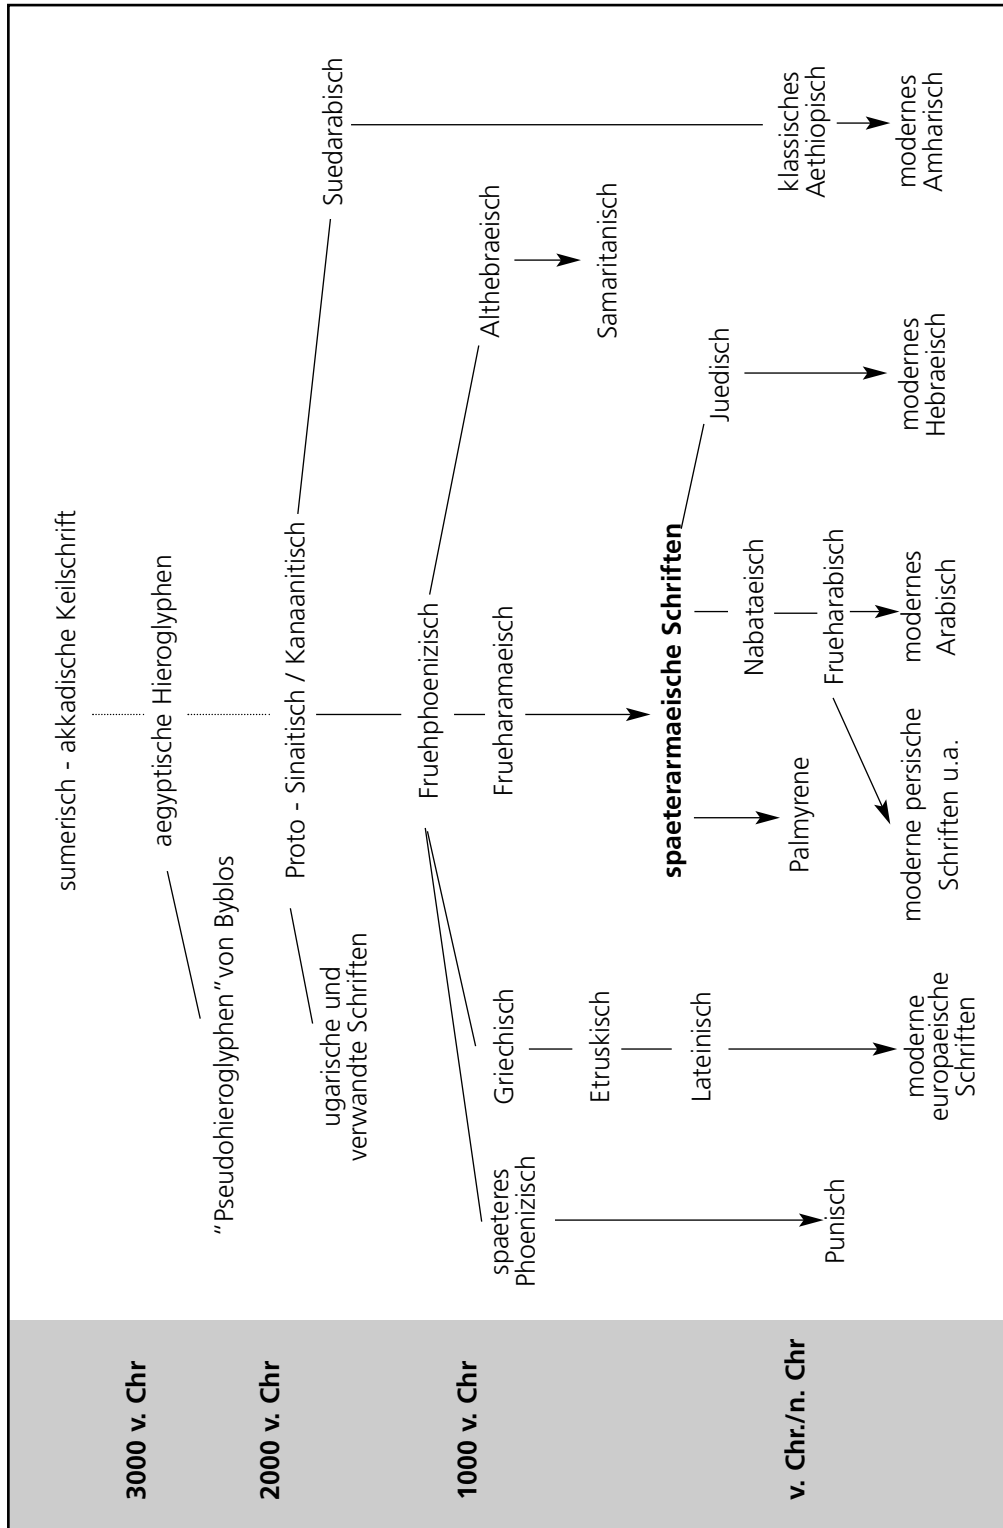 sumerisch - akkadische Keilschrift
3000 v. Chr
aegyptische Hieroglyphen
"Pseudohieroglyphen" von Byblos
2000 v. Chr
Proto - Sinaitisch / Kanaanitisch
Suedarabisch
ugarische und
verwandte Schriften
1000 v. Chr
Fruehphoenizisch
Althebraeisch
spaeteres
Phoenizisch
Griechisch
Frueharamaeisch
Etruskisch
Samaritanisch
Lateinisch
spaeterarmaeische Schriften
Juedisch
Nabataeisch
v. Chr./n. Chr
Palmyrene
klassisches
Aethiopisch
Punisch
Frueharabisch
moderne
europaeische
Schriften
moderne persische
Schriften u.a.
modernes
Arabisch
modernes
Hebraeisch
modernes
Amharisch